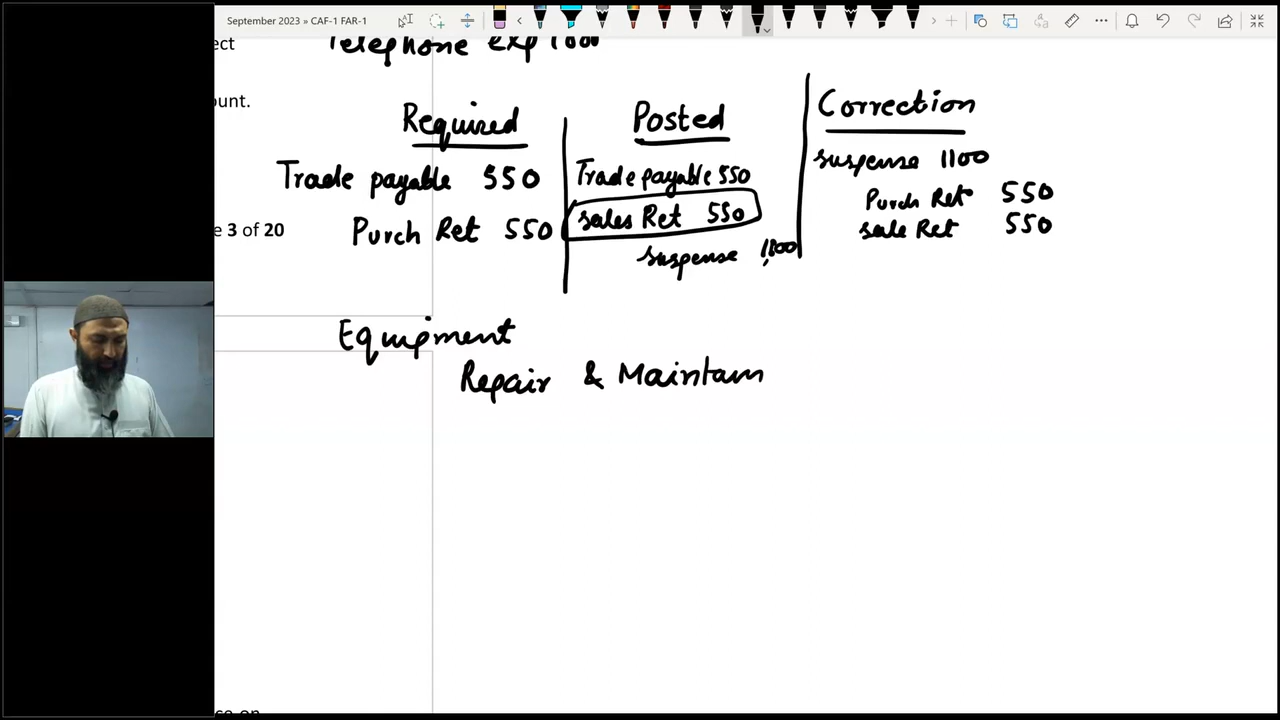 September 2023 » CAF-1 FAR-1
ect
Telephone exp 1000
ount.
Required
Trade payable 550
Purch Ret 550
Posted
Trade payable 550
Sales Ret 550
suspense 1100
Correction
suspense 1100
Purch Ret 550
sale Ret 550
e 3 of 20
Equipment
Repair & Maintam